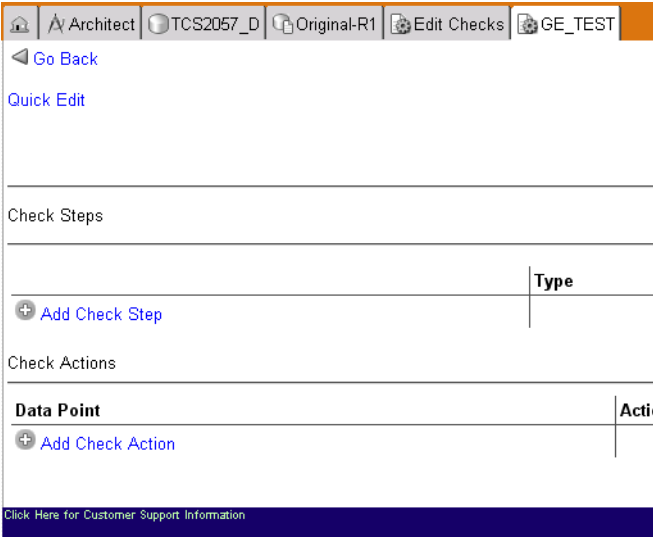 Architect TCS2057_D Original-R1 Edit Checks GE_TEST
Go Back
Quick Edit
Check Steps
Type
Add Check Step
Check Actions
Data Point Acti
Add Check Action
Click Here for Customer Support Information